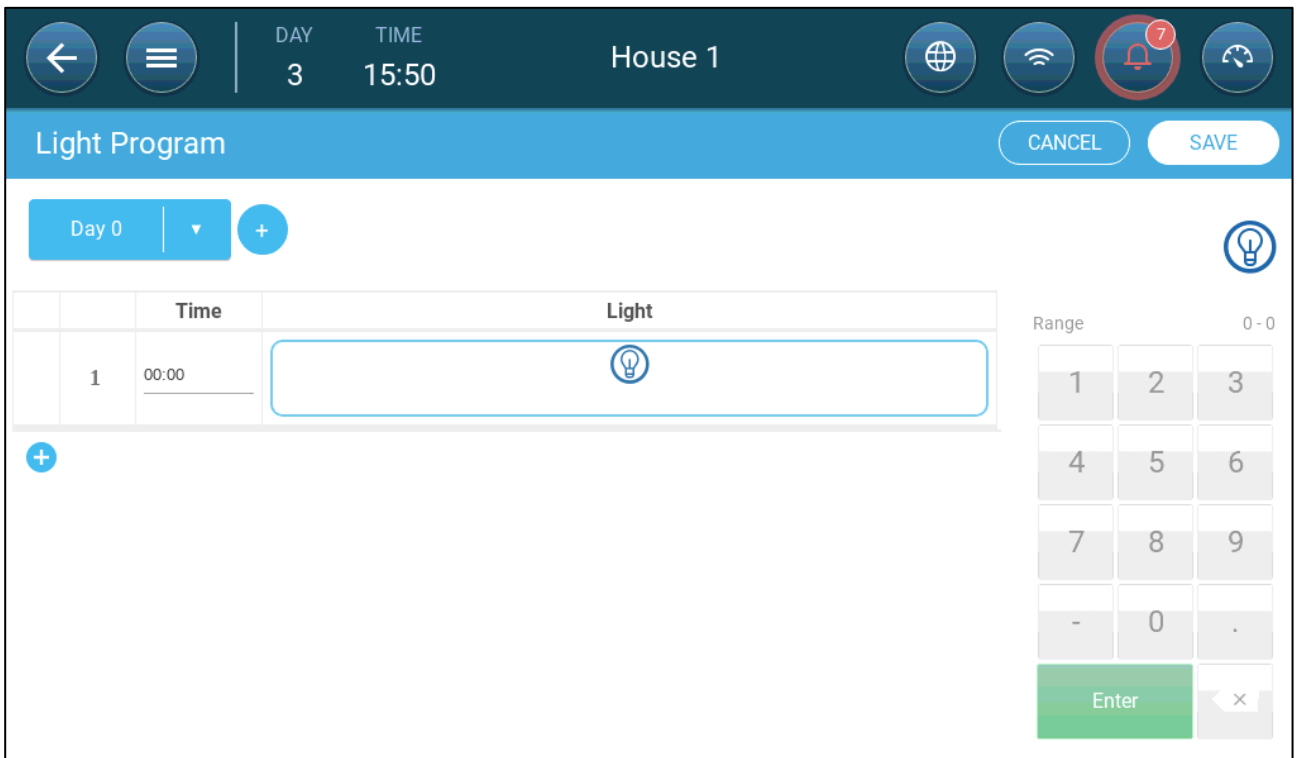 DAY TIME
3 15:50
House 1
7
Light Program
CANCEL SAVE
Day 0 ▼ +
Time Light
1 00:00
+
Range 0 - 0
1 2 3
4 5 6
7 8 9
- 0 .
Enter ×